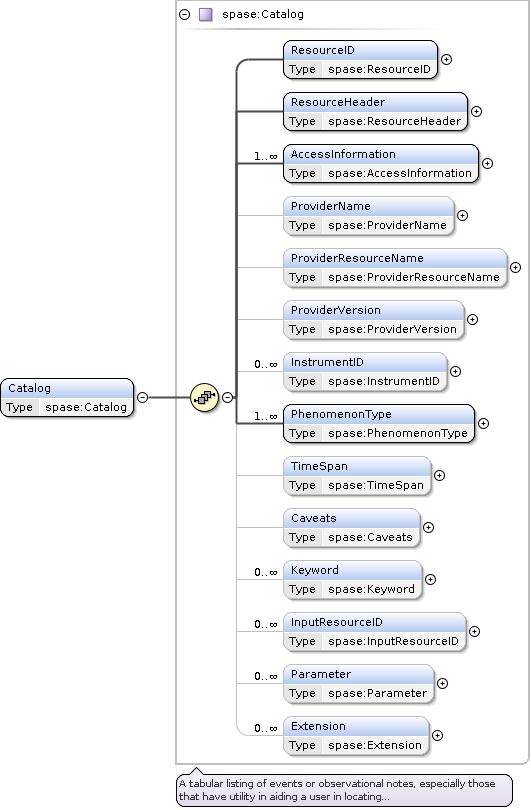 spase:Catalog
ResourceID
Type spase:ResourceID
ResourceHeader
Type spase:ResourceHeader
1..∞
AccessInformation
Type spase:AccessInformation
ProviderName
Type spase:ProviderName
ProviderResourceName
Type spase:ProviderResourceName
ProviderVersion
Type spase:ProviderVersion
0..∞
InstrumentID
Type spase:InstrumentID
Catalog
Type spase:Catalog
1..∞
PhenomenonType
Type spase:PhenomenonType
TimeSpan
Type spase:TimeSpan
Caveats
Type spase:Caveats
0..∞
Keyword
Type spase:Keyword
0..∞
InputResourceID
Type spase:InputResourceID
0..∞
Parameter
Type spase:Parameter
0..∞
Extension
Type spase:Extension
A tabular listing of events or observational notes, especially those
that have utility in aiding a user in locating...